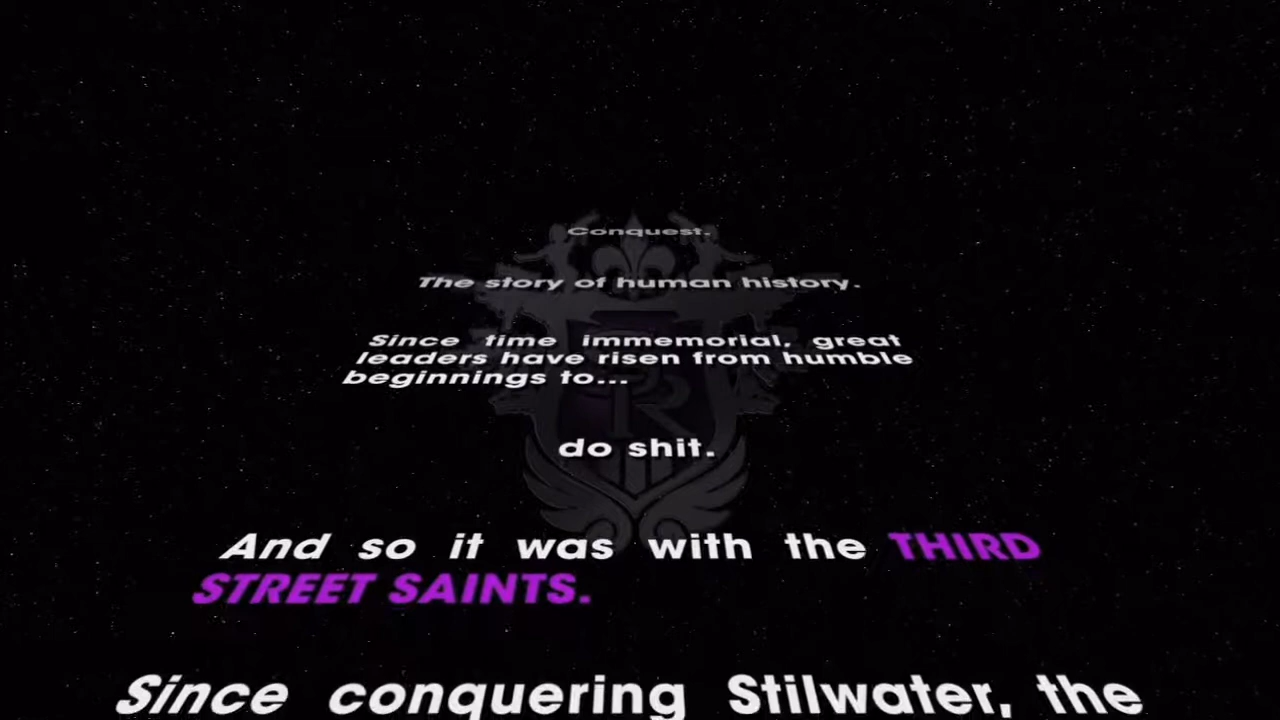 Conquest.
The story of human history.
Since time immemorial, great
leaders have risen from humble
beginnings to...
do shit.
And so it was with the THIRD
STREET SAINTS.
Since conquering Stilwater, the